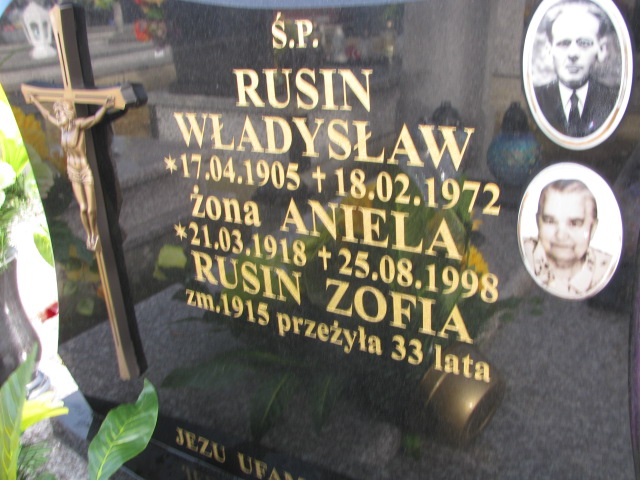 Ś.P.
RUSIN
WŁADYSŁAW
*17.04.1905 †18.02.1972
żona ANIELA
*21.03.1918 †25.08.1998
RUSIN ZOFIA
zm.1915 przeżyła 33 lata
JEZU UFAM